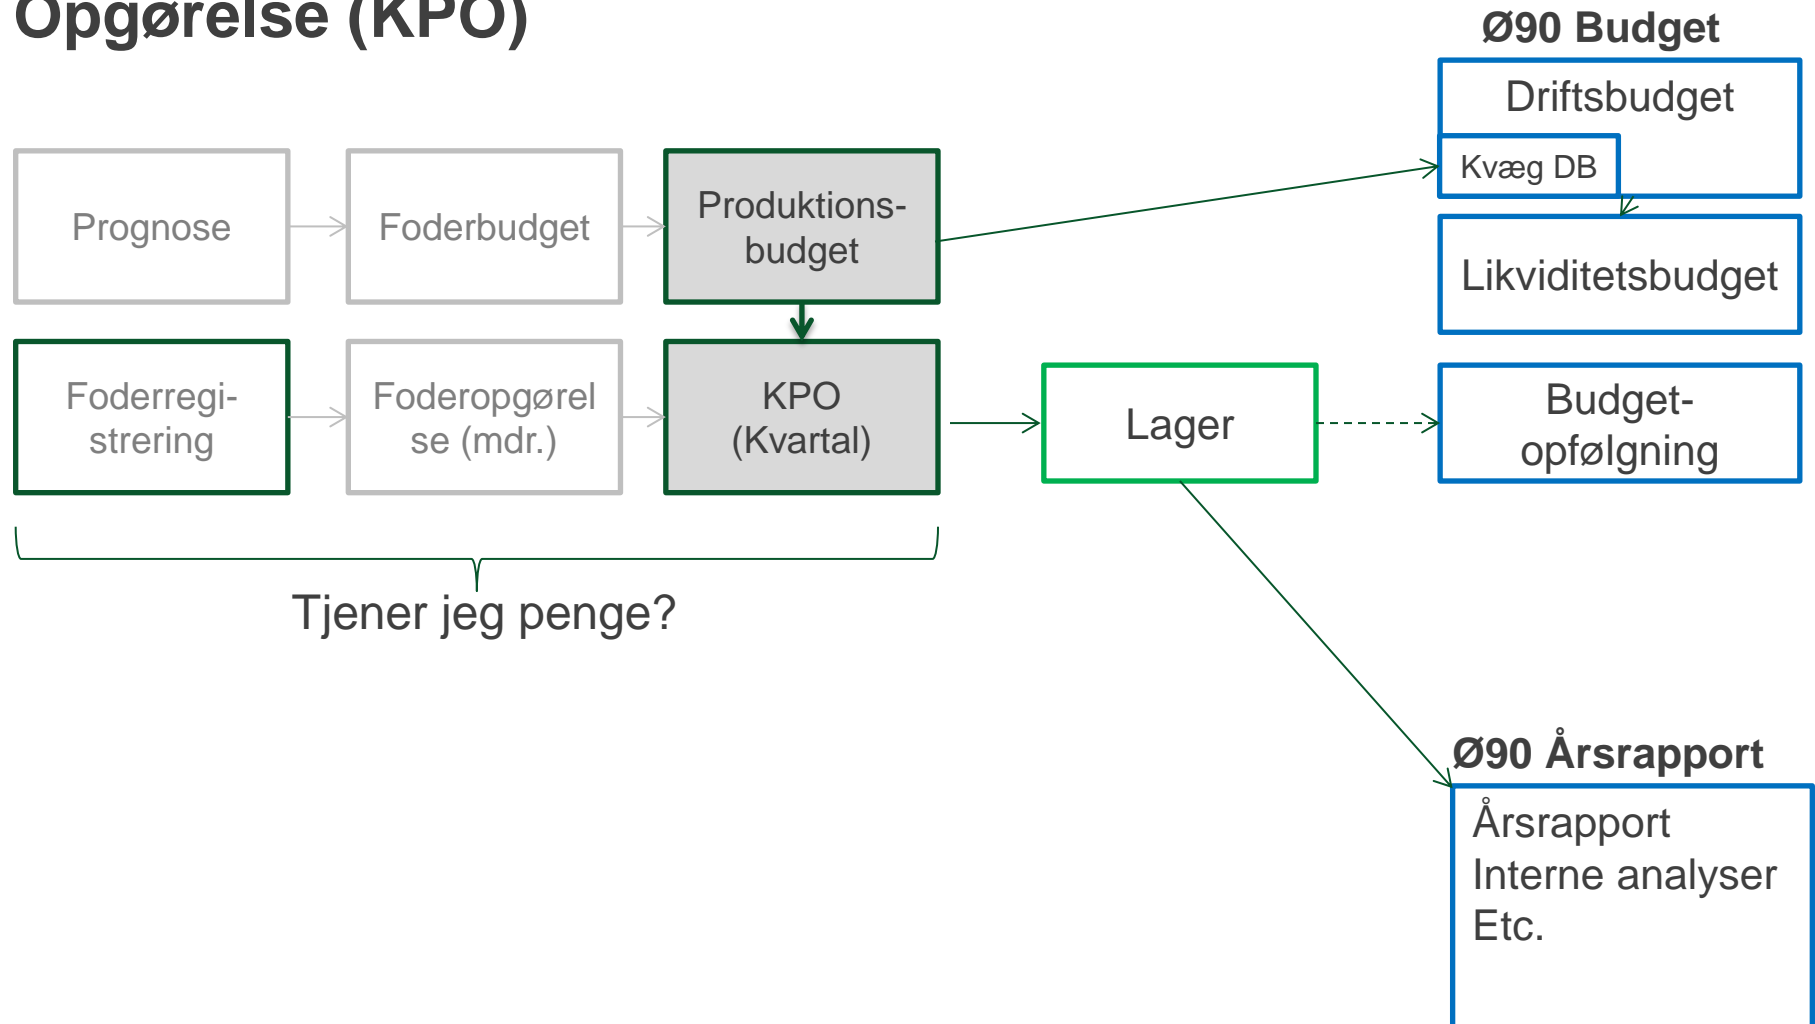 Opgørelse (KPO)
Ø90 Budget
Driftsbudget
Kvæg DB
Prognose
Foderbudget
Produktions-
budget
Likviditetsbudget
Foderregi-
strering
Foderopgørel
se (mdr.)
KPO
(Kvartal)
Lager
Budget-
opfølgning
Tjener jeg penge?
Ø90 Årsrapport
Årsrapport
Interne analyser
Etc.